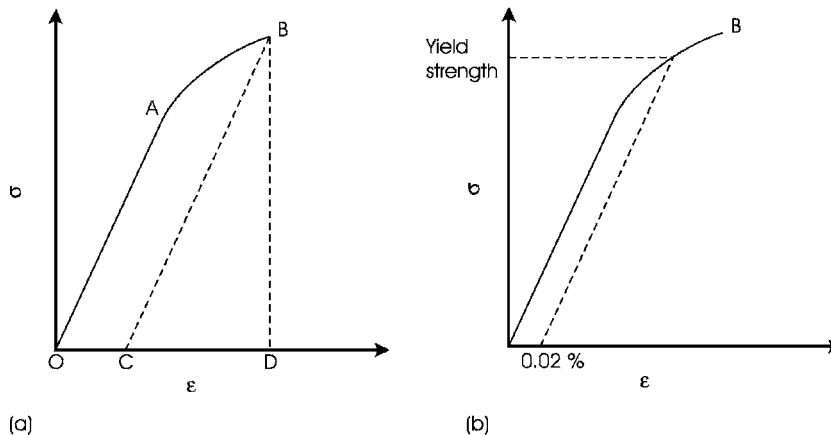 B
A
σ
O
C
D
ε
(a)
Yield
strength
B
σ
0.02 %
ε
(b)